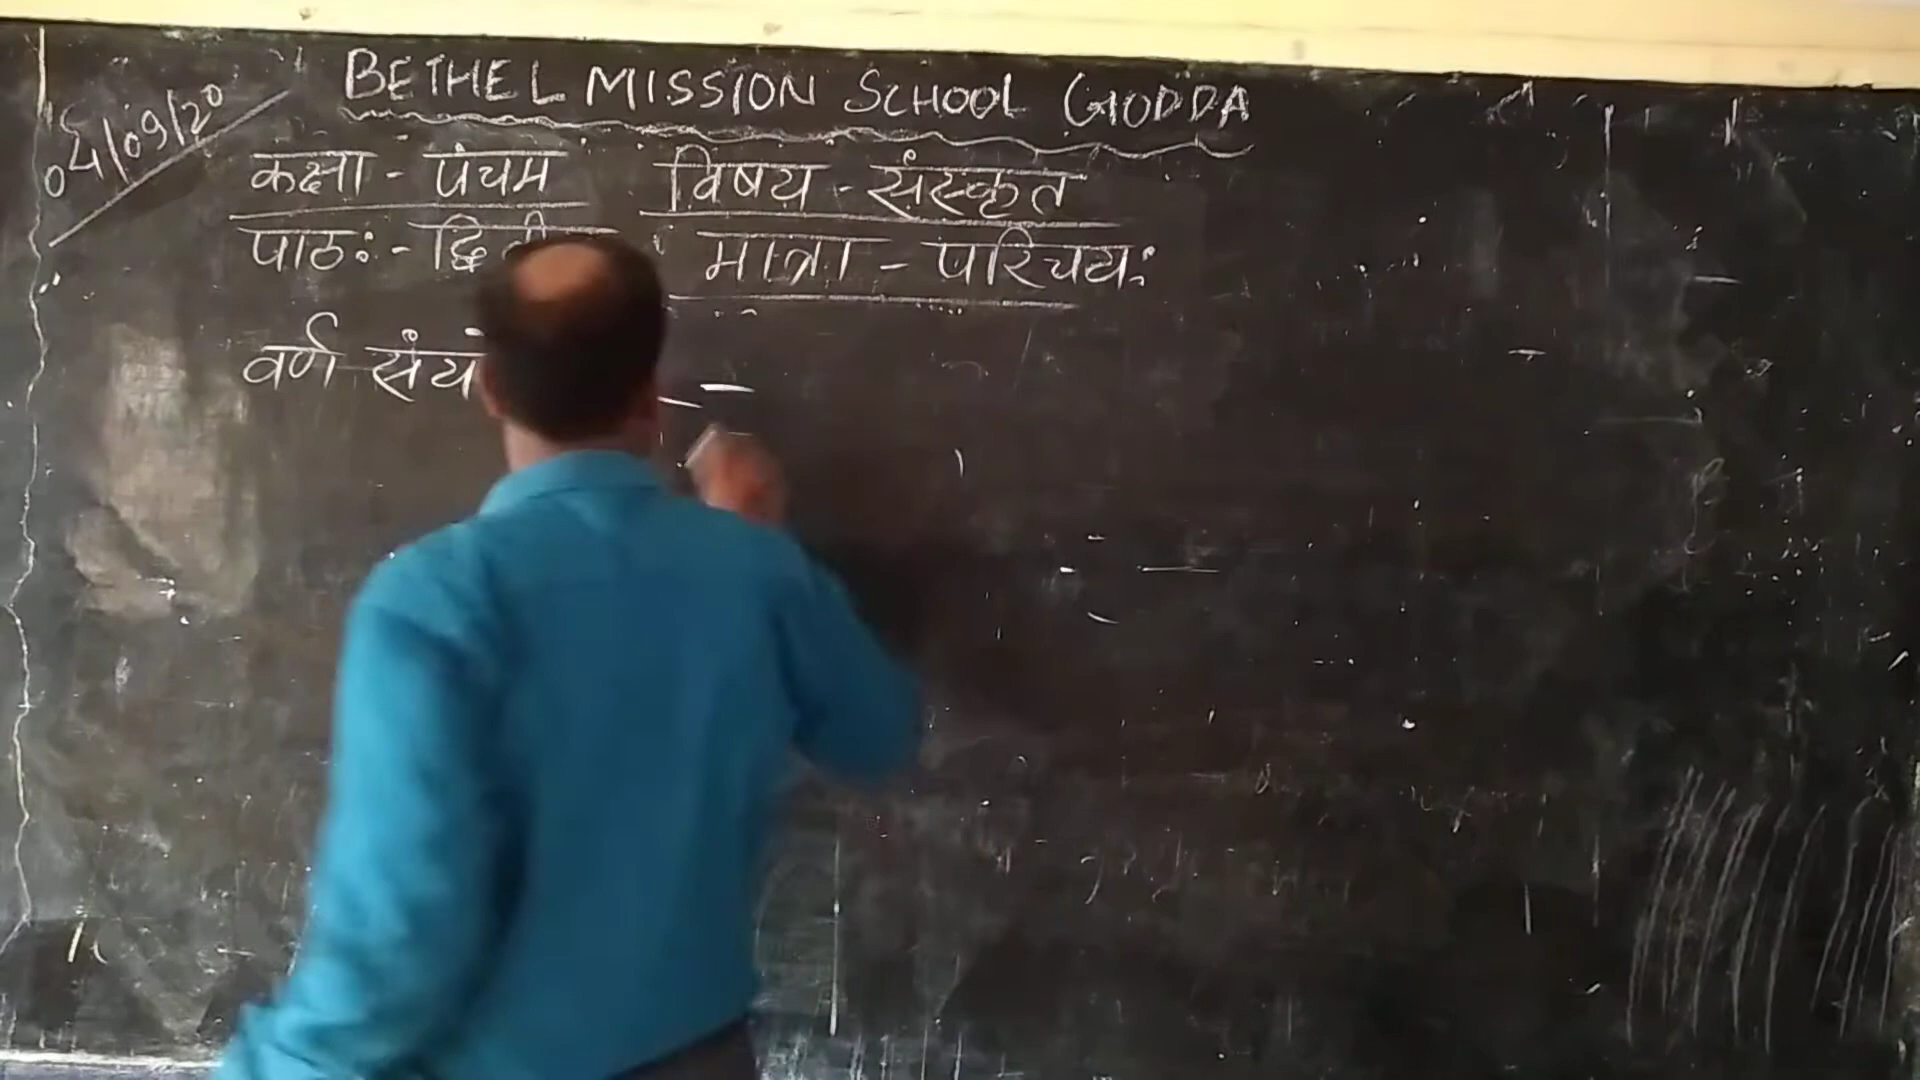 04/09/20
BETHEL MISSION SCHOOL GODDA
कक्षा - पंचम विषय - संस्कृत
पाठः - मात्रा - परिचयः
वर्ण